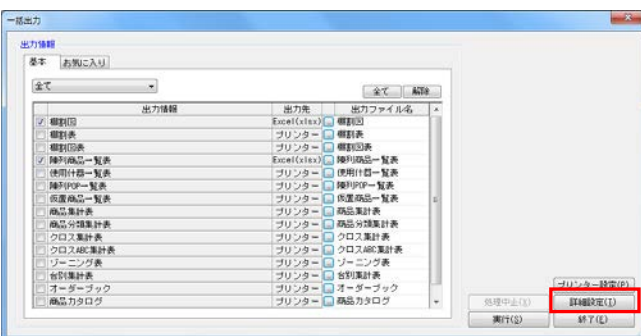 一括出力
出力情報
基本 お気に入り
全て
全て 解除
出力情報 出力先 出力ファイル名
棚割図 Excel(xlsx) 棚割図
棚割表 プリンター 棚割表
棚割図表 プリンター 棚割図表
陳列商品一覧表 Excel(xlsx) 陳列商品一覧表
使用什器一覧表 プリンター 使用什器一覧表
陳列POP一覧表 プリンター 陳列POP一覧表
仮置商品一覧表 プリンター 仮置商品一覧表
商品集計表 プリンター 商品集計表
商品分類集計表 プリンター 商品分類集計表
クロス集計表 プリンター クロス集計表
クロスABC集計表 プリンター クロスABC集計表
ゾーニング表 プリンター ゾーニング表
台別集計表 プリンター 台別集計表
オーダーブック プリンター オーダーブック
商品カタログ プリンター 商品カタログ
プリンター設定(P)
処理中止(X) 詳細設定(I)
実行(S) 終了(E)